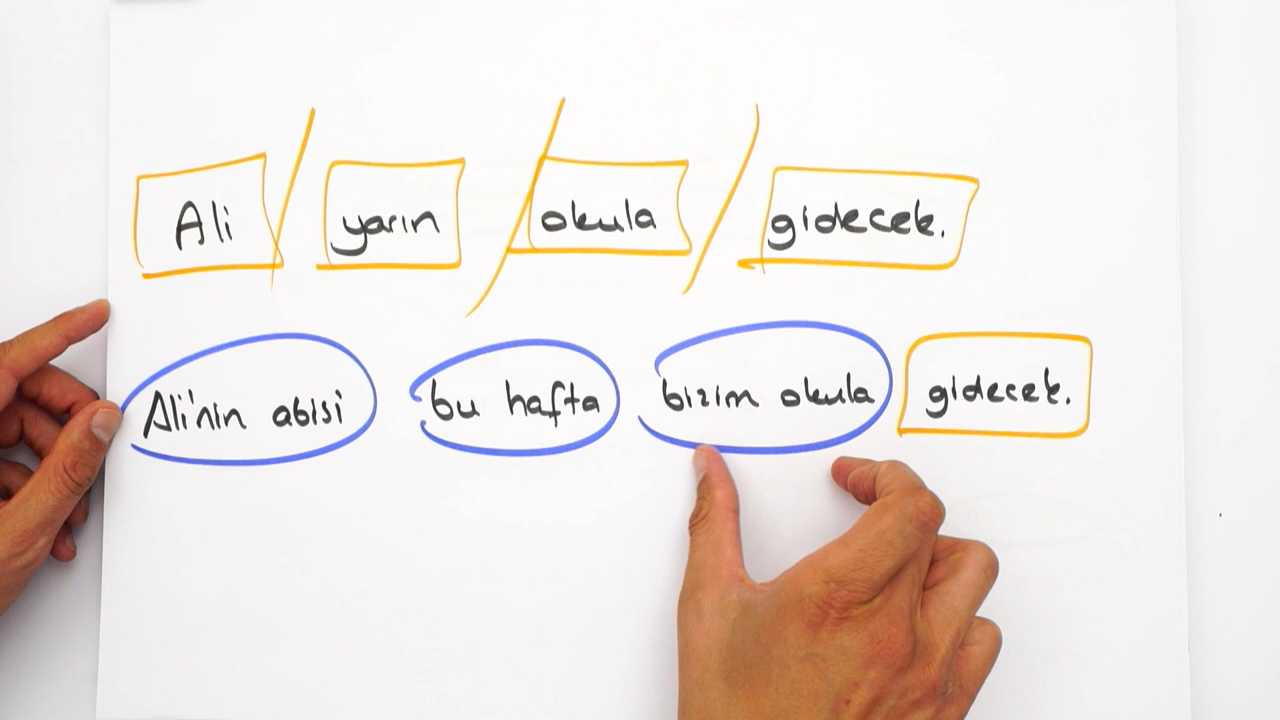 Ali yarın okula gidecek.
Ali'nin abisi bu hafta bizim okula gidecek.